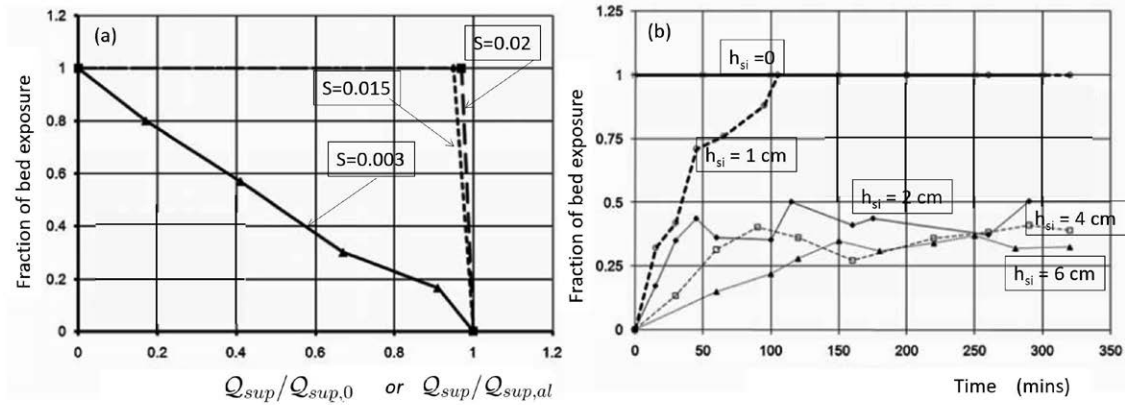 (a)
Fraction of bed exposure
1.2
1
0.8
0.6
0.4
0.2
0
S=0.02
S=0.015
S=0.003
0 0.2 0.4 0.6 0.8 1 1.2
Q_sup/Q_sup,0 or Q_sup/Q_sup,al
(b)
Fraction of bed exposure
1.25
1
0.75
0.5
0.25
0
h_si=0
h_si = 1 cm
h_si = 2 cm
h_si = 4 cm
h_si = 6 cm
0 50 100 150 200 250 300 350
Time (mins)